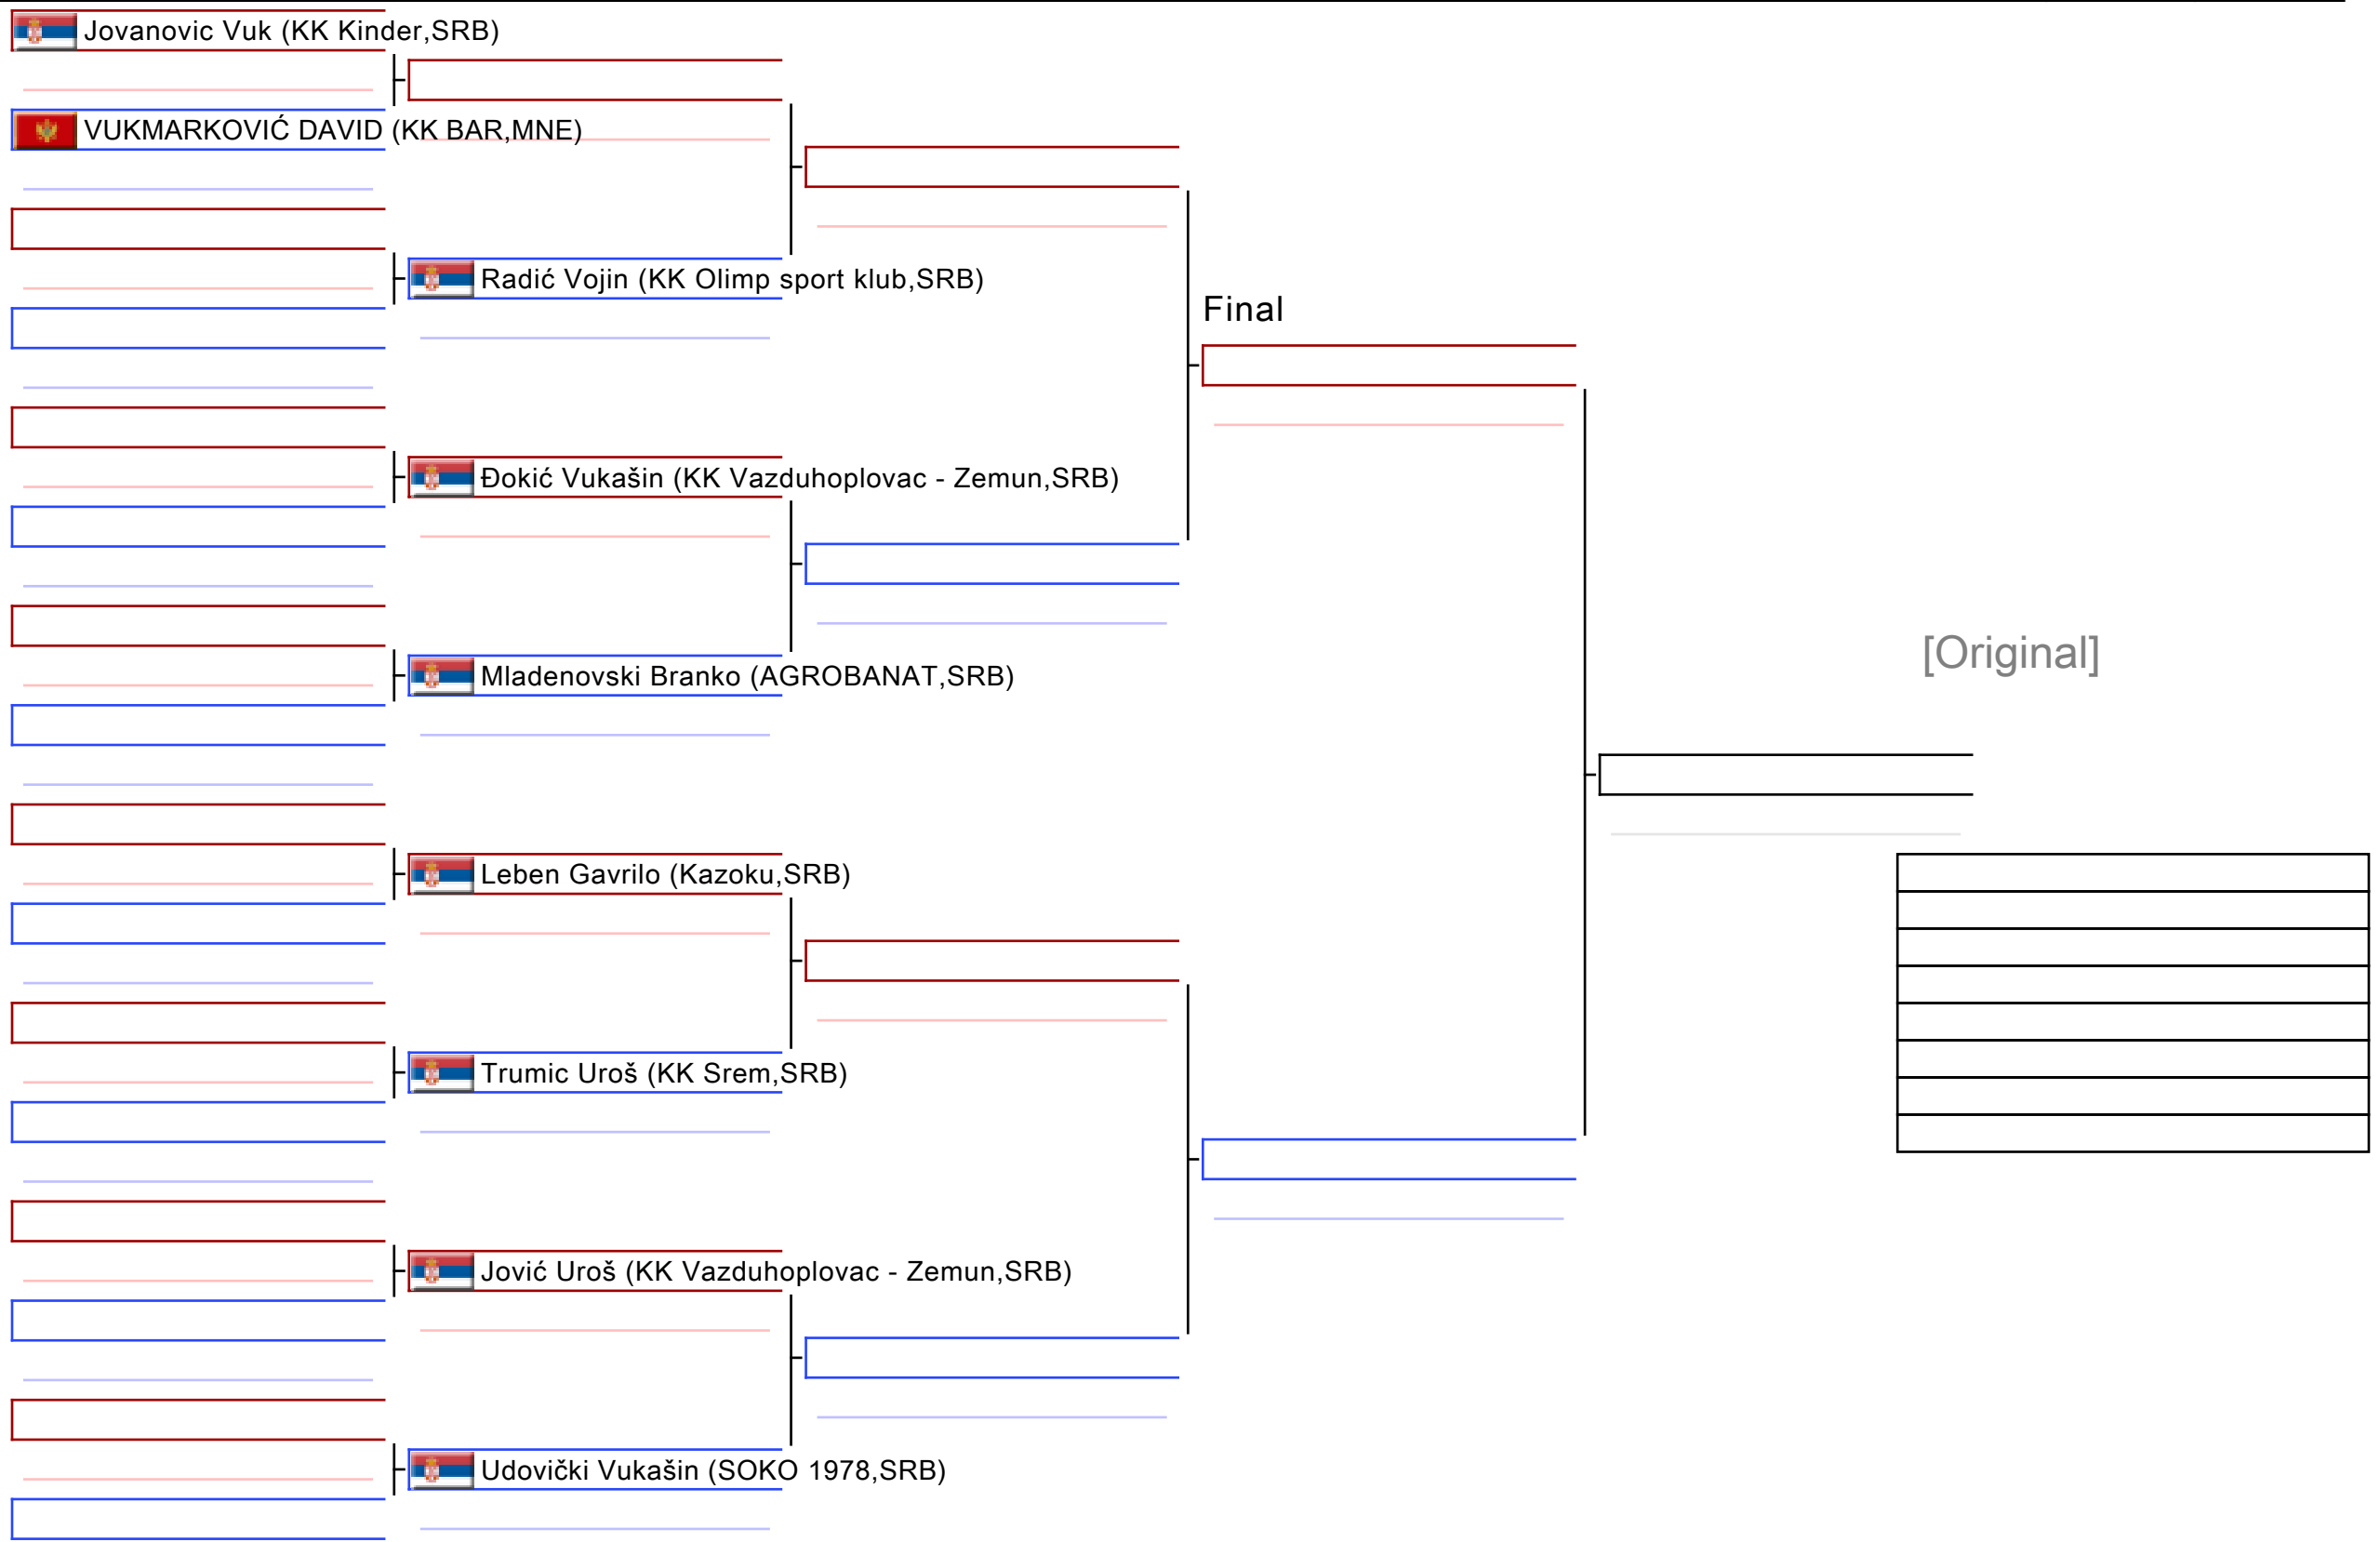 Jovanovic Vuk (KK Kinder,SRB)
VUKMARKOVIĆ DAVID (KK BAR,MNE)
Radić Vojin (KK Olimp sport klub,SRB)
Final
Đokić Vukašin (KK Vazduhoplovac - Zemun,SRB)
[Original]
Mladenovski Branko (AGROBANAT,SRB)
Leben Gavrilo (Kazoku,SRB)
Trumic Uroš (KK Srem,SRB)
Jović Uroš (KK Vazduhoplovac - Zemun,SRB)
Udovički Vukašin (SOKO 1978,SRB)